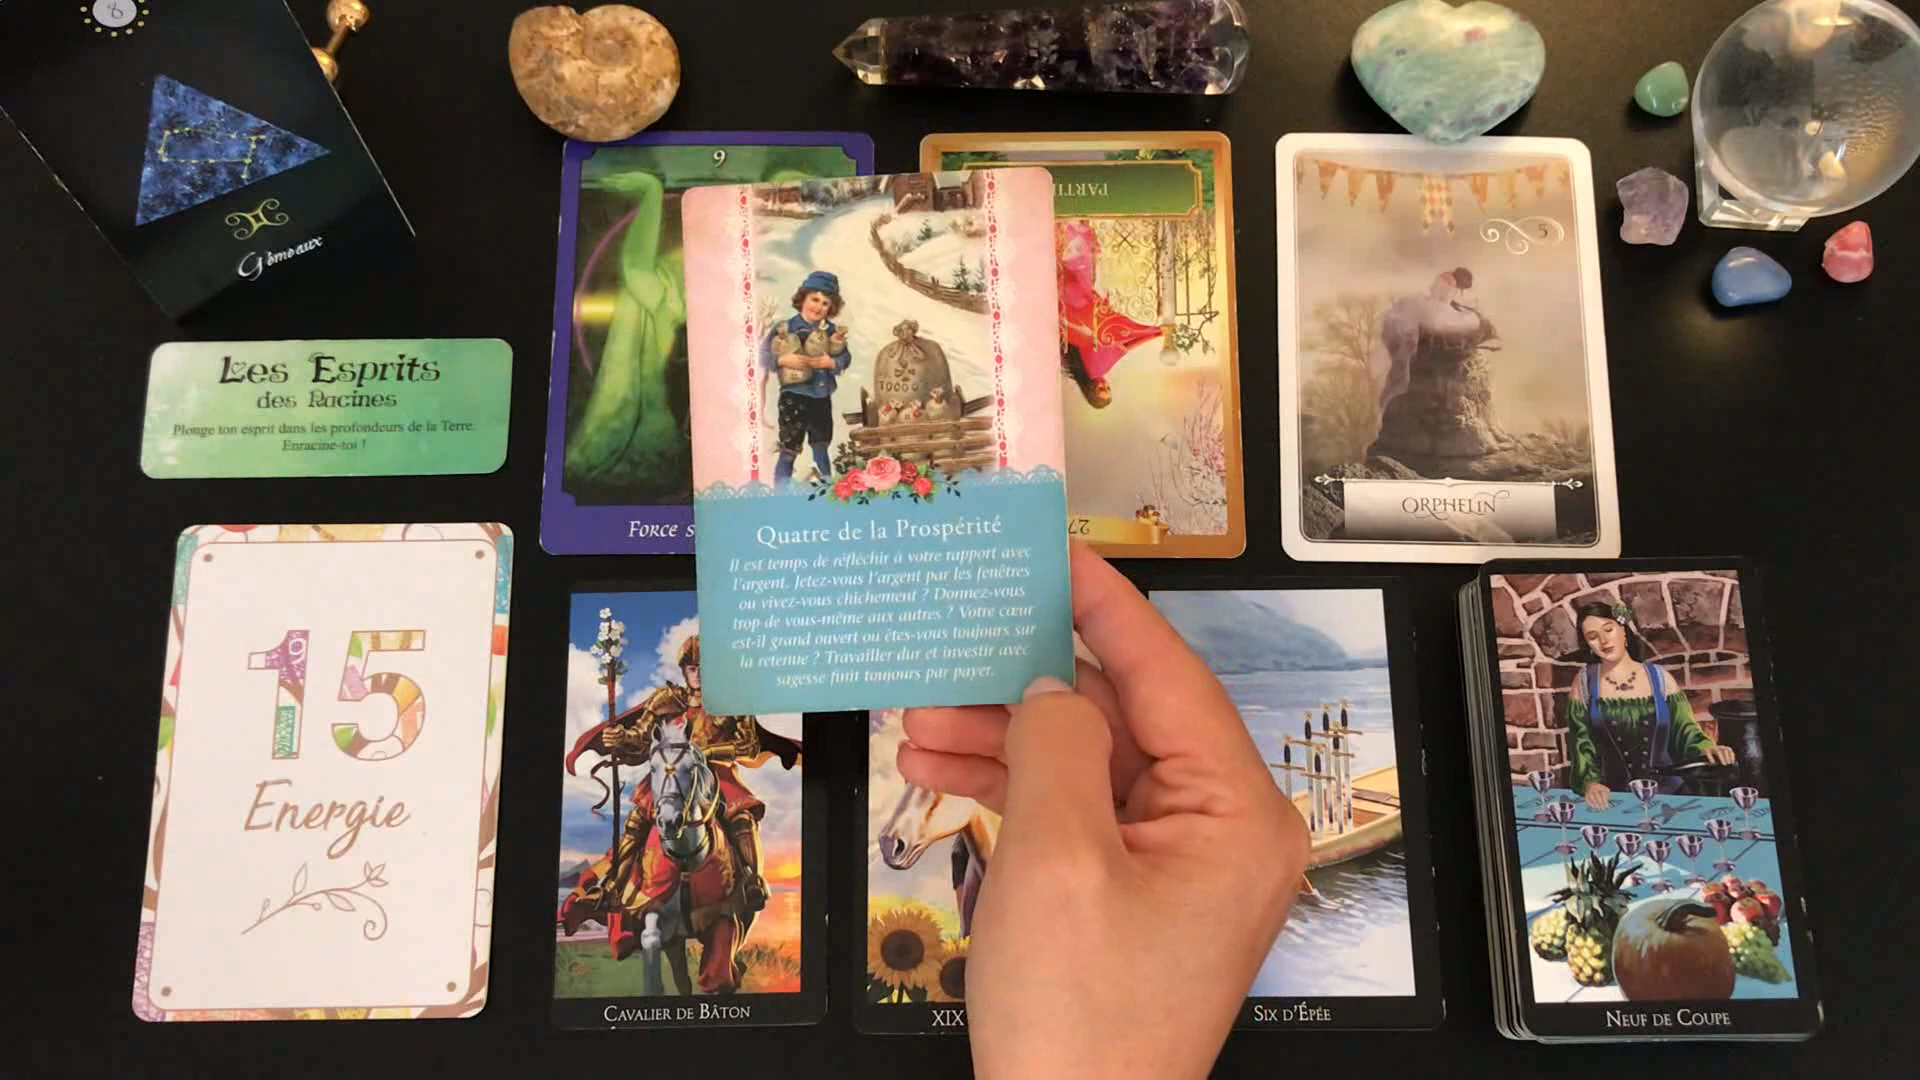 8
Gémeaux
Les Esprits
des Racines
Plonge ton esprit dans les profondeurs de la Terre.
Enracine-toi !
15
Energie
9
Force s
PARTI
27
5
ORPHELIN
10000
Quatre de la Prospérité
Il est temps de réfléchir à votre rapport avec
l'argent. Jetez-vous l'argent par les fenêtres
ou vivez-vous chichement ? Donnez-vous
trop de vous-même aux autres ? Votre cœur
est-il grand ouvert ou êtes-vous toujours sur
la retenue ? Travailler dur et investir avec
sagesse finit toujours par payer.
CAVALIER DE BÂTON
XIX
SIX D'ÉPÉE
NEUF DE COUPE